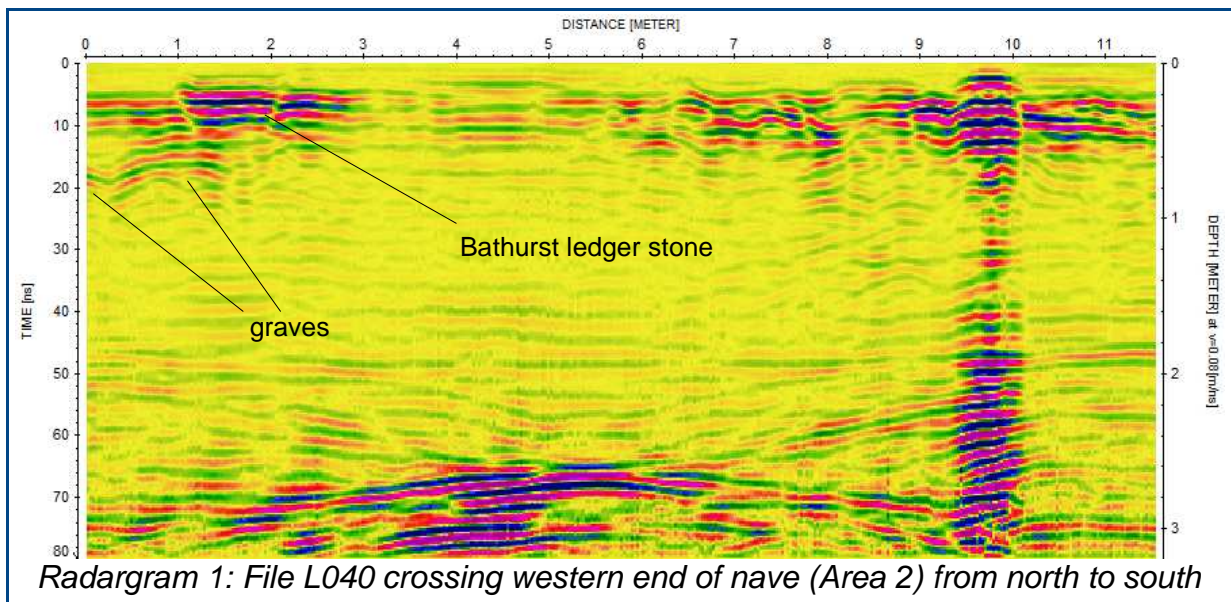 DISTANCE [METER]
0 1 2 3 4 5 6 7 8 9 10 11
TIME [ns]
0
10
20
30
40
50
60
70
80
0
1
2
3
DEPTH [METER] at v=0.08[m/ns]
Bathurst ledger stone
graves
Radargram 1: File L040 crossing western end of nave (Area 2) from north to south